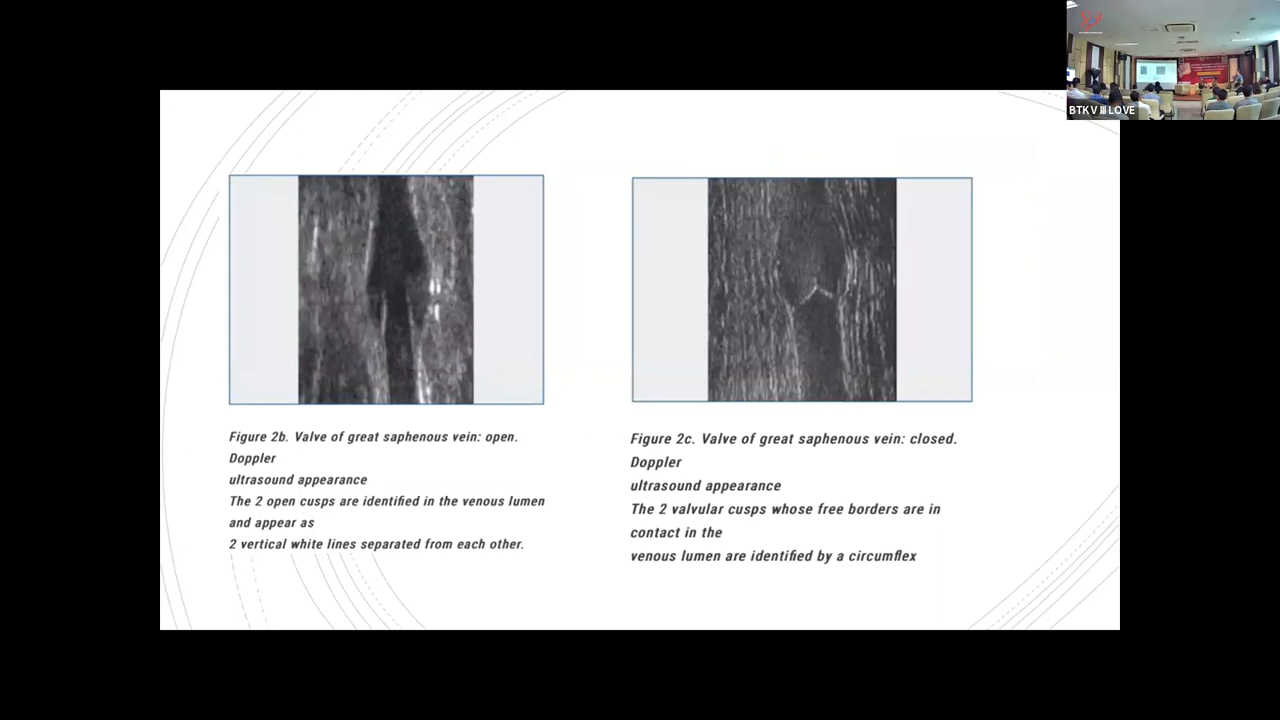 BTKV III LOVE
Figure 2b. Valve of great saphenous vein: open.
Doppler
ultrasound appearance
The 2 open cusps are identified in the venous lumen
and appear as
2 vertical white lines separated from each other.
Figure 2c. Valve of great saphenous vein: closed.
Doppler
ultrasound appearance
The 2 valvular cusps whose free borders are in
contact in the
venous lumen are identified by a circumflex